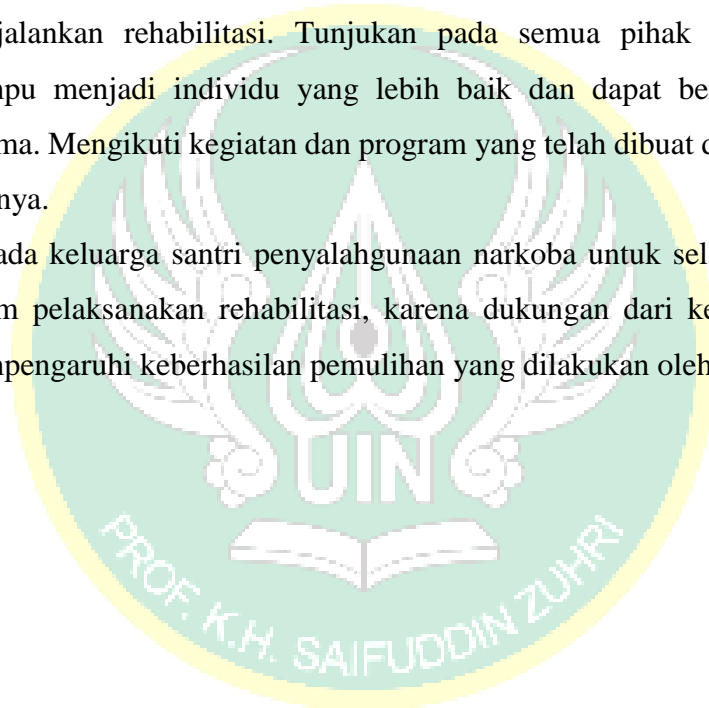 jalankan rehabilitasi. Tunjukan pada semua pihak
pu menjadi individu yang lebih baik dan dapat be
ma. Mengikuti kegiatan dan program yang telah dibuat d
nya.
ada keluarga santri penyalahgunaan narkoba untuk sel
m pelaksanakan rehabilitasi, karena dukungan dari ke
npengaruhi keberhasilan pemulihan yang dilakukan oleh
UIN
PROF. K.H. SAIFUDDIN ZUHRI